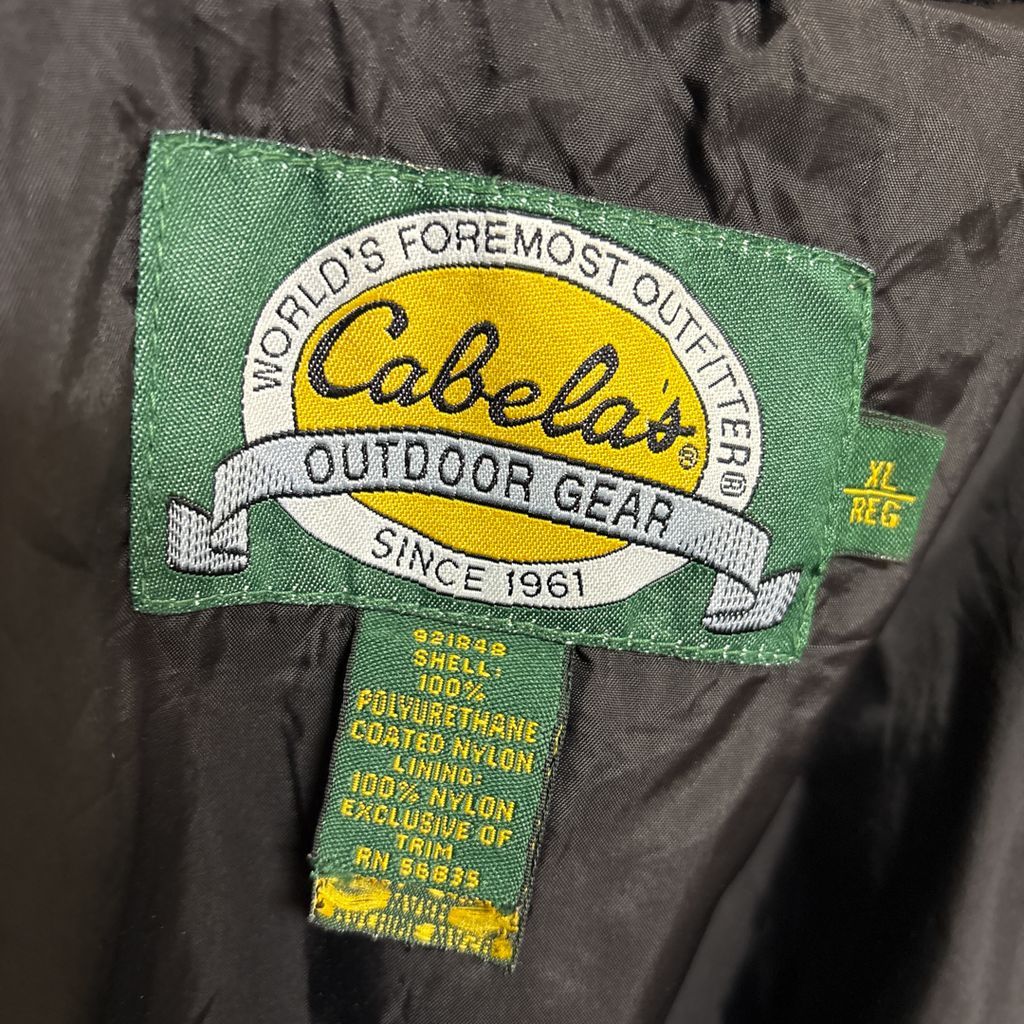 WORLD'S FOREMOST OUTFITTER®
Cabela's®
OUTDOOR GEAR
SINCE 1961
XL
REG
921848
SHELL:
100%
POLYURETHANE
COATED NYLON
LINING:
100% NYLON
EXCLUSIVE OF
TRIM
RN 56835